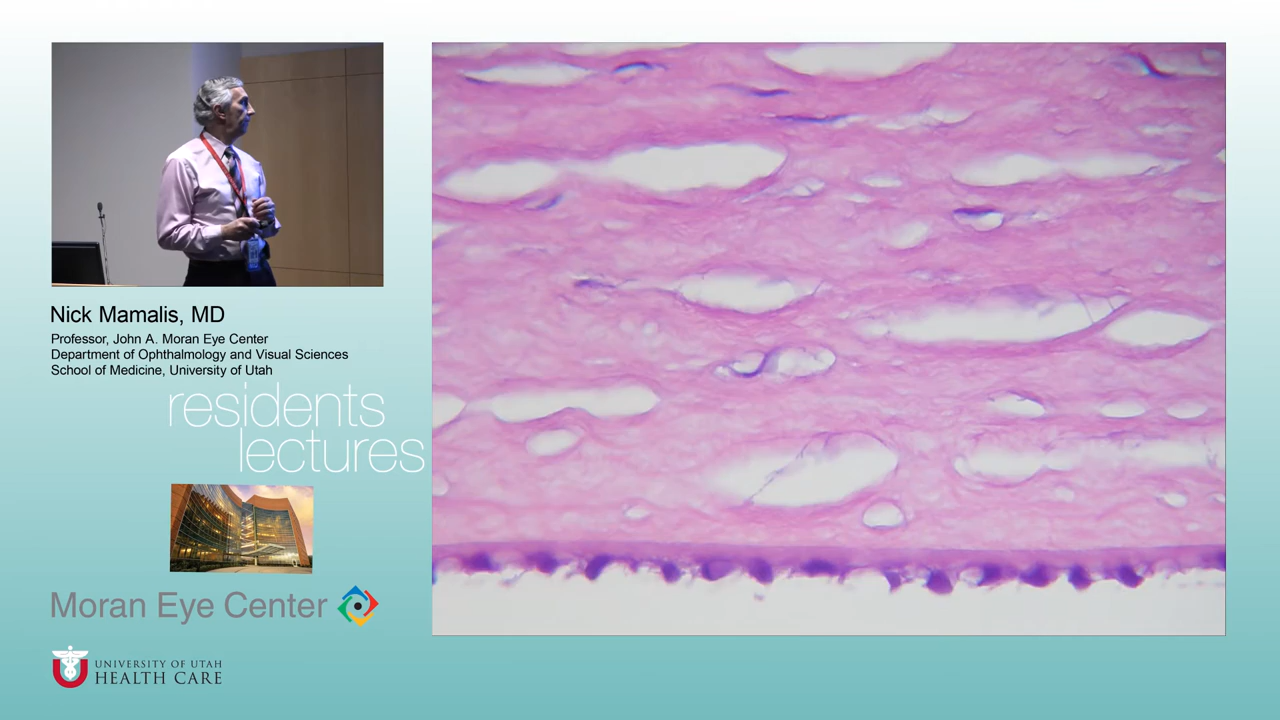 Nick Mamalis, MD
Professor, John A. Moran Eye Center
Department of Ophthalmology and Visual Sciences
School of Medicine, University of Utah
residents
lectures
Moran Eye Center
UNIVERSITY OF UTAH
HEALTH CARE